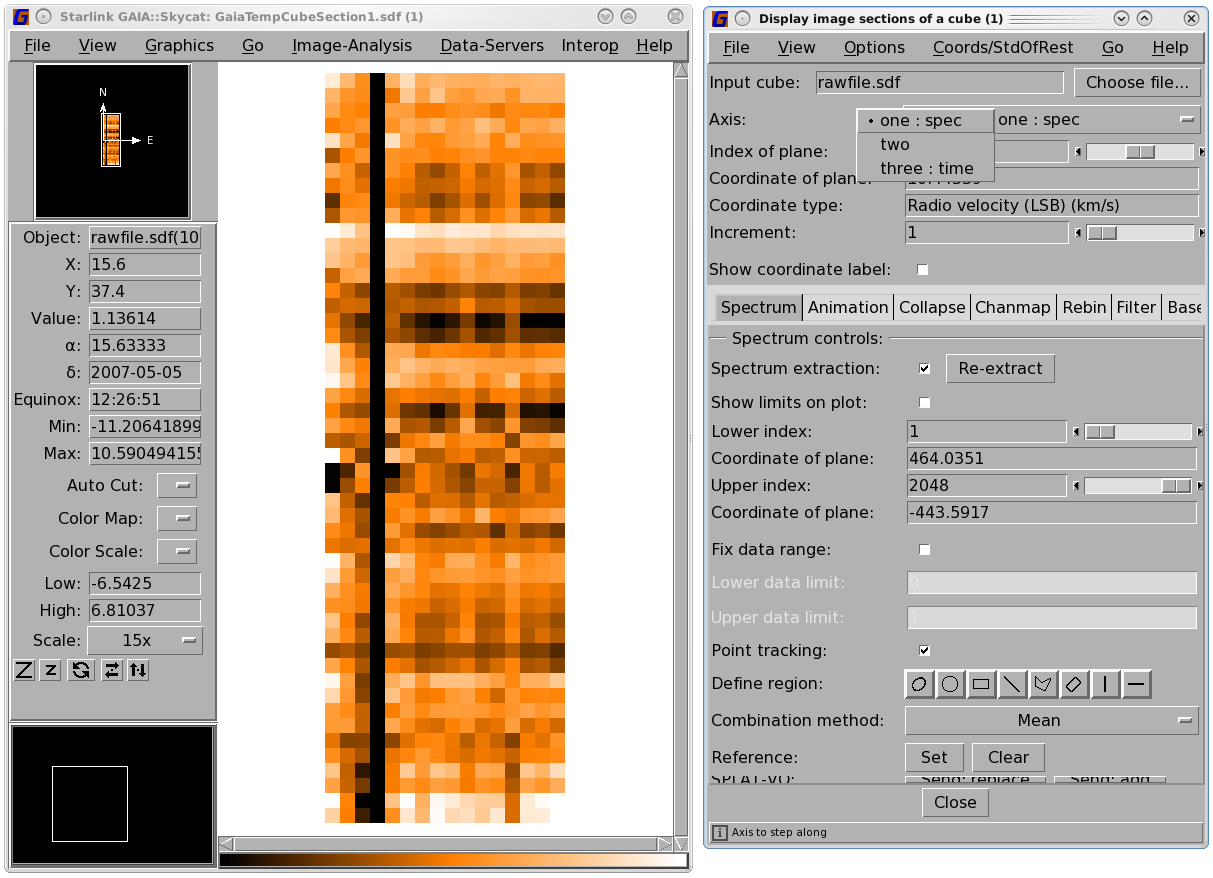 Starlink GAIA::Skycat: GaiaTempCubeSection1.sdf (1)
File View Graphics Go Image-Analysis Data-Servers Interop Help
N
E
Object: rawfile.sdf(10
X: 15.6
Y: 37.4
Value: 1.13614
α: 15.63333
δ: 2007-05-05
Equinox: 12:26:51
Min: -11.20641899
Max: 10.590494155
Auto Cut:
Color Map:
Color Scale:
Low: -6.5425
High: 6.81037
Scale: 15x
Z z
Display image sections of a cube (1)
File View Options Coords/StdOfRest Go Help
Input cube: rawfile.sdf Choose file...
Axis: one : spec
• one : spec
two
three : time
Index of plane:
Coordinate of plane:
Coordinate type: Radio velocity (LSB) (km/s)
Increment: 1
Show coordinate label:
Spectrum Animation Collapse Chanmap Rebin Filter Base
Spectrum controls:
Spectrum extraction: Re-extract
Show limits on plot:
Lower index: 1
Coordinate of plane: 464.0351
Upper index: 2048
Coordinate of plane: -443.5917
Fix data range:
Lower data limit: 0
Upper data limit: 1
Point tracking:
Define region:
Combination method: Mean
Reference: Set Clear
SPLAT-VO: Send: replace Send: add
Close
Axis to step along